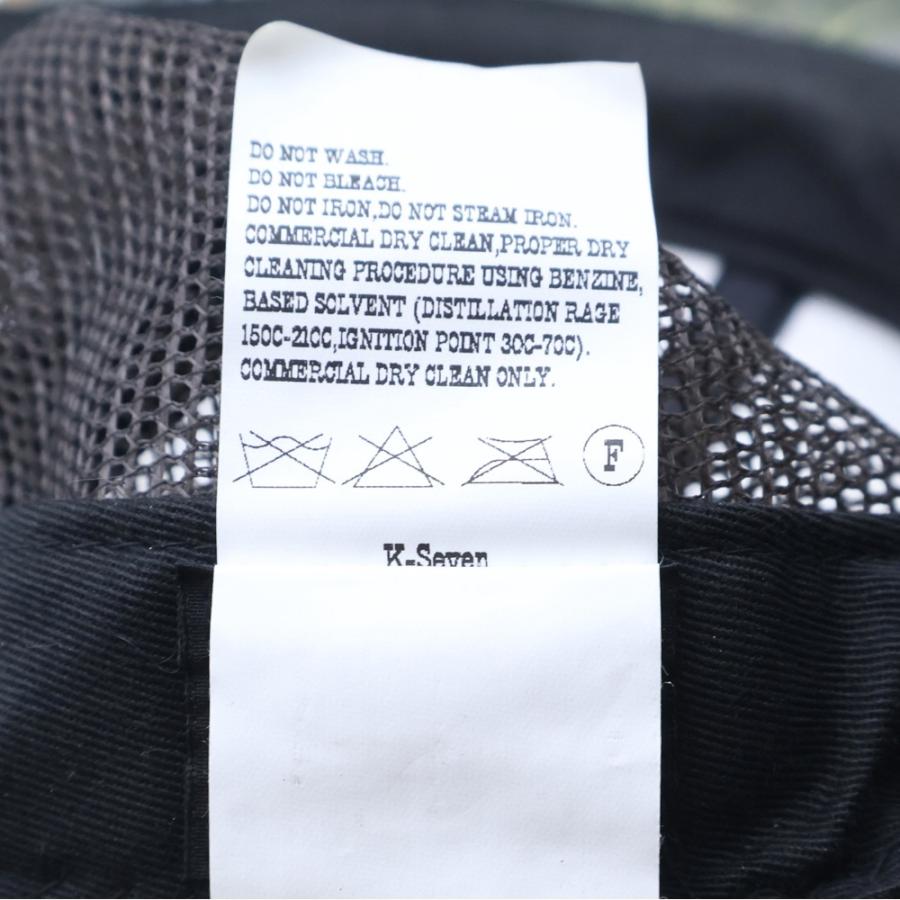 DO NOT WASH.
DO NOT BLEACH.
DO NOT IRON,DO NOT STEAM IRON.
COMMERCIAL DRY CLEAN,PROPER DRY
CLEANING PROCEDURE USING BENZINE,
BASED SOLVENT (DISTILLATION RAGE
150C-210C,IGNITION POINT 30C-70C).
COMMERCIAL DRY CLEAN ONLY.
F
K-Seven